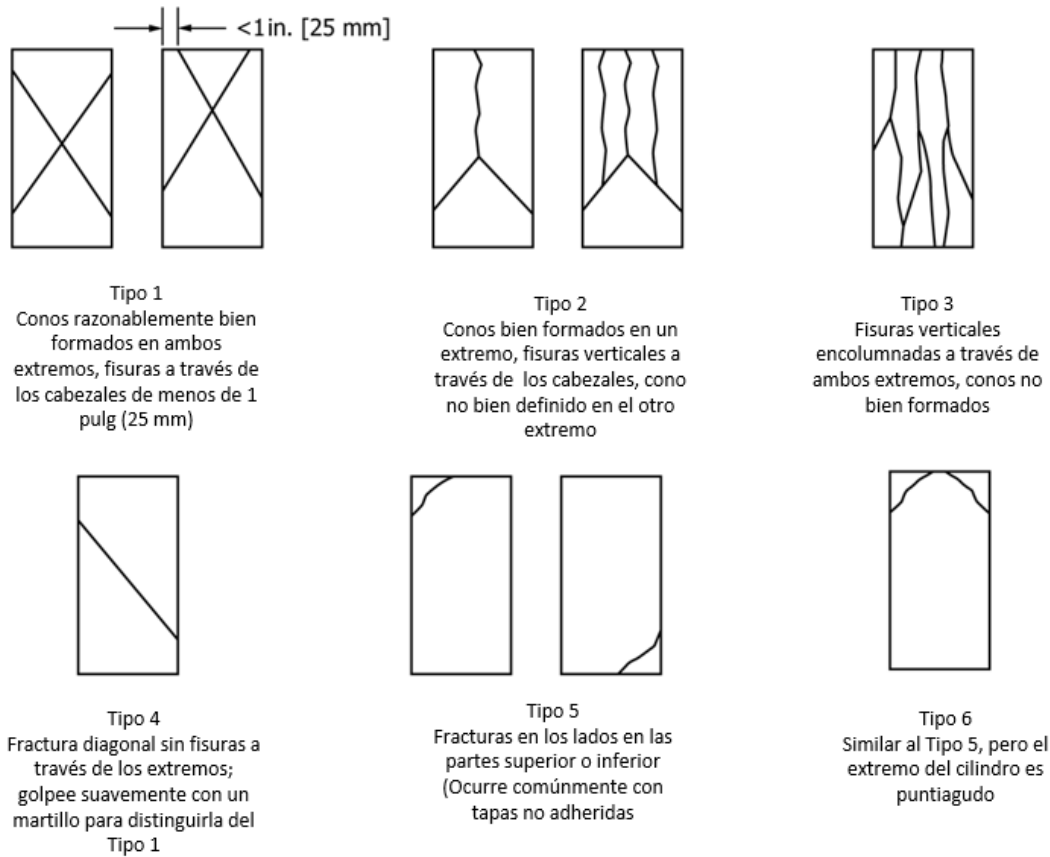 <1in. [25 mm]
Tipo 1
Conos razonablemente bien
formados en ambos
extremos, fisuras a través de
los cabezales de menos de 1
pulg (25 mm)
Tipo 2
Conos bien formados en un
extremo, fisuras verticales a
través de los cabezales, cono
no bien definido en el otro
extremo
Tipo 3
Fisuras verticales
encolumnadas a través de
ambos extremos, conos no
bien formados
Tipo 4
Fractura diagonal sin fisuras a
través de los extremos;
golpee suavemente con un
martillo para distinguirla del
Tipo 1
Tipo 5
Fracturas en los lados en las
partes superior o inferior
(Ocurre comúnmente con
tapas no adheridas
Tipo 6
Similar al Tipo 5, pero el
extremo del cilindro es
puntiagudo